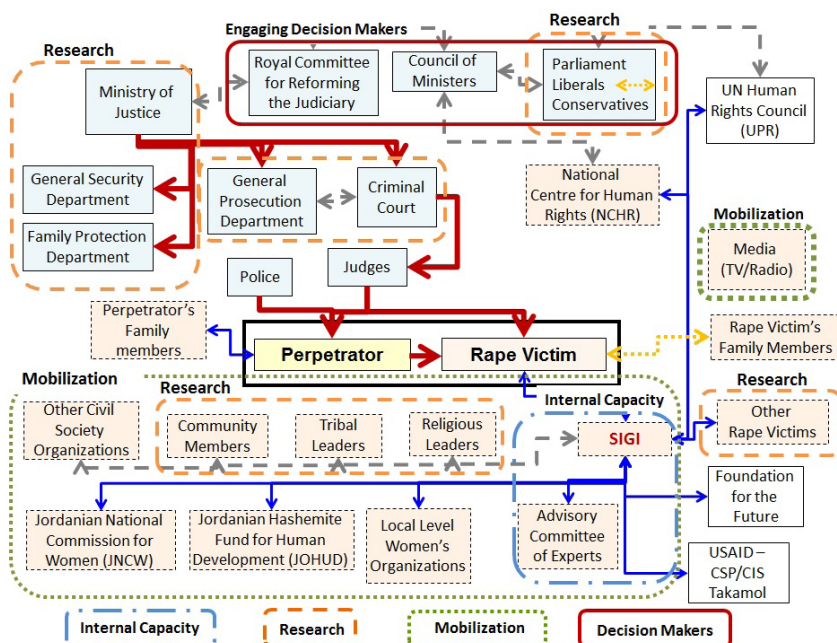 Engaging Decision Makers
Research
Research
Ministry of
Justice
Royal Committee
for Reforming
the Judiciary
Council of
Ministers
Parliament
Liberals
Conservatives
UN Human
Rights Council
(UPR)
General Security
Department
Family Protection
Department
General
Prosecution
Department
Criminal
Court
National
Centre for Human
Rights (NCHR)
Mobilization
Media
(TV/Radio)
Police
Judges
Perpetrator's
Family
members
Perpetrator
Rape Victim
Rape Victim's
Family Members
Mobilization
Research
Internal Capacity
Research
Other Civil
Society
Organizations
Community
Members
Tribal
Leaders
Religious
Leaders
SIGI
Other
Rape Victims
Jordanian National
Commission for
Women (JNCW)
Jordanian Hashemite
Fund for Human
Development (JOHUD)
Local Level
Women's
Organizations
Advisory
Committee
of Experts
Foundation
for the
Future
USAID –
CSP/CIS
Takamol
Internal Capacity
Research
Mobilization
Decision Makers